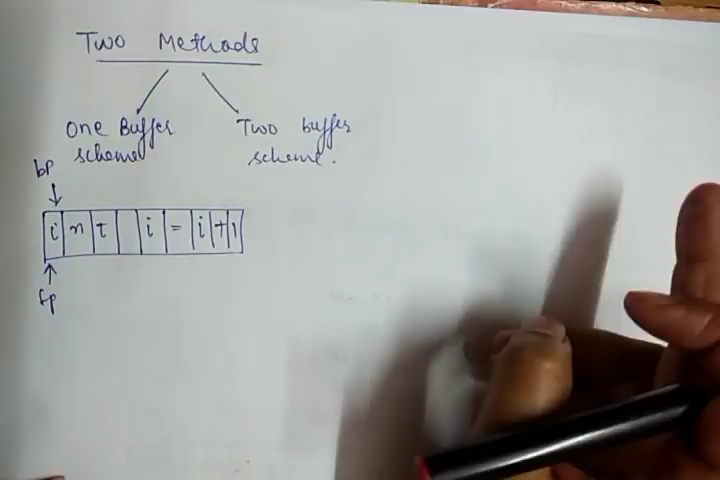 Two Methods
One Buffer Two buffer
scheme scheme.
bp
i n t i = i + 1
fp